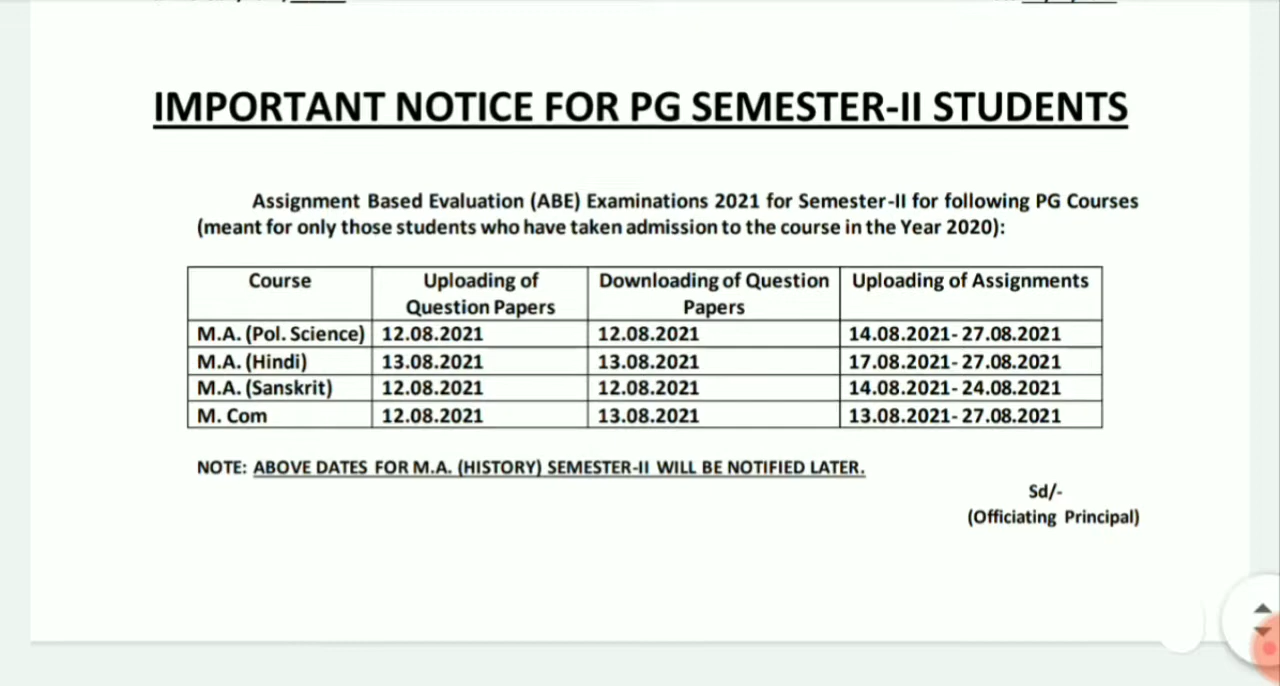 IMPORTANT NOTICE FOR PG SEMESTER-II STUDENTS
Assignment Based Evaluation (ABE) Examinations 2021 for Semester-II for following PG Courses
(meant for only those students who have taken admission to the course in the Year 2020):
Course Uploading of Question Papers Downloading of Question Papers Uploading of Assignments
M.A. (Pol. Science) 12.08.2021 12.08.2021 14.08.2021- 27.08.2021
M.A. (Hindi) 13.08.2021 13.08.2021 17.08.2021- 27.08.2021
M.A. (Sanskrit) 12.08.2021 12.08.2021 14.08.2021- 24.08.2021
M. Com 12.08.2021 13.08.2021 13.08.2021- 27.08.2021
NOTE: ABOVE DATES FOR M.A. (HISTORY) SEMESTER-II WILL BE NOTIFIED LATER.
Sd/-
(Officiating Principal)